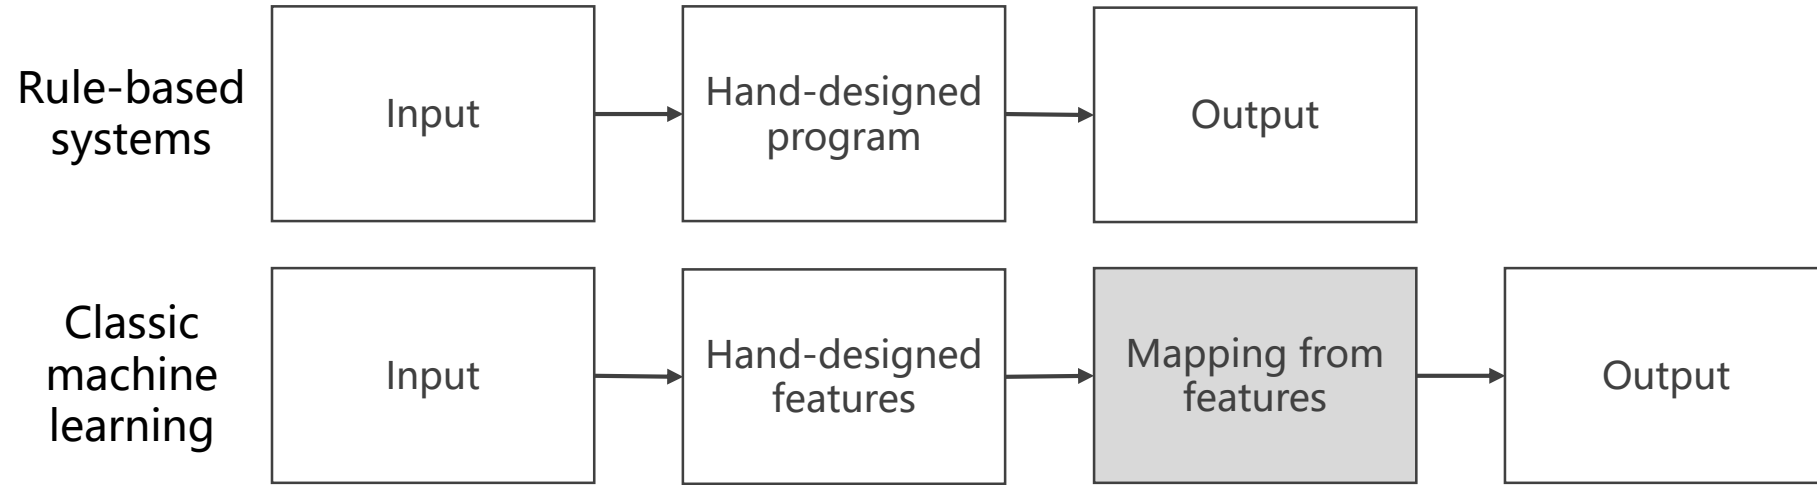 Rule-based
systems
Input
Hand-designed
program
Output
Classic
machine
learning
Input
Hand-designed
features
Mapping from
features
Output